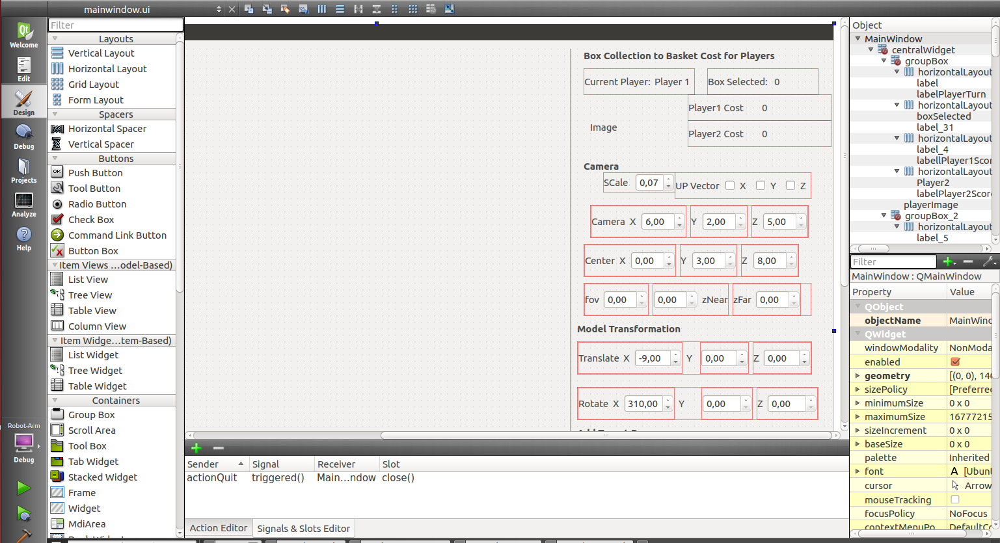 mainwindow.ui
Welcome
Edit
Design
Debug
Projects
Analyze
Help
Robot-Arm
Debug
Filter
Layouts
Vertical Layout
Horizontal Layout
Grid Layout
Form Layout
Spacers
Horizontal Spacer
Vertical Spacer
Buttons
Push Button
Tool Button
Radio Button
Check Box
Command Link Button
Button Box
Item Views ...odel-Based)
List View
Tree View
Table View
Column View
Item Widge...tem-Based)
List Widget
Tree Widget
Table Widget
Containers
Group Box
Scroll Area
Tool Box
Tab Widget
Stacked Widget
Frame
Widget
MdiArea
Box Collection to Basket Cost for Players
Current Player: Player 1 Box Selected: 0
Player1 Cost 0
Image
Player2 Cost 0
Camera
SCale 0,07 UP Vector X Y Z
Camera X 6,00 Y 2,00 Z 5,00
Center X 0,00 Y 3,00 Z 8,00
fov 0,00 0,00 zNear zFar 0,00
Model Transformation
Translate X -9,00 Y 0,00 Z 0,00
Rotate X 310,00 Y 0,00 Z 0,00
Sender Signal Receiver Slot
actionQuit triggered() Main...ndow close()
Action Editor Signals & Slots Editor
Object
MainWindow
centralWidget
groupBox
horizontalLayout
label
labelPlayerTurn
horizontalLayout
boxSelected
label_31
horizontalLayout
label_4
labellPlayer1Scor
horizontalLayout
Player2
labelPlayer2Score
playerImage
groupBox_2
horizontalLayout
label_5
Filter
MainWindow : QMainWindow
Property Value
QObject
objectName MainWind
QWidget
windowModality NonModa
enabled
geometry [(0, 0), 140
sizePolicy [Preferred
minimumSize 0 x 0
maximumSize 16777215
sizeIncrement 0 x 0
baseSize 0 x 0
palette Inherited
font A [Ubunt
cursor Arrow
mouseTracking
focusPolicy NoFocus
contextMenuPo... DefaultCo